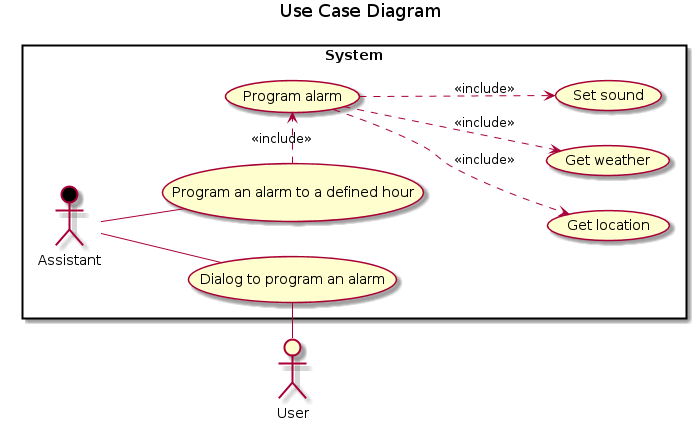 Use Case Diagram
System
Program alarm
«include»
Set sound
«include»
«include»
Get weather
«include»
Program an alarm to a defined hour
Get location
Assistant
Dialog to program an alarm
User